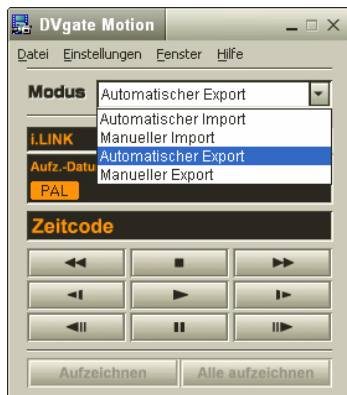 DVgate Motion
Datei Einstellungen Fenster Hilfe
Modus Automatischer Export
Automatischer Import
Manueller Import
Automatischer Export
Manueller Export
i.LINK
Aufz.-Datu
PAL
Zeitcode
Aufzeichnen Alle aufzeichnen